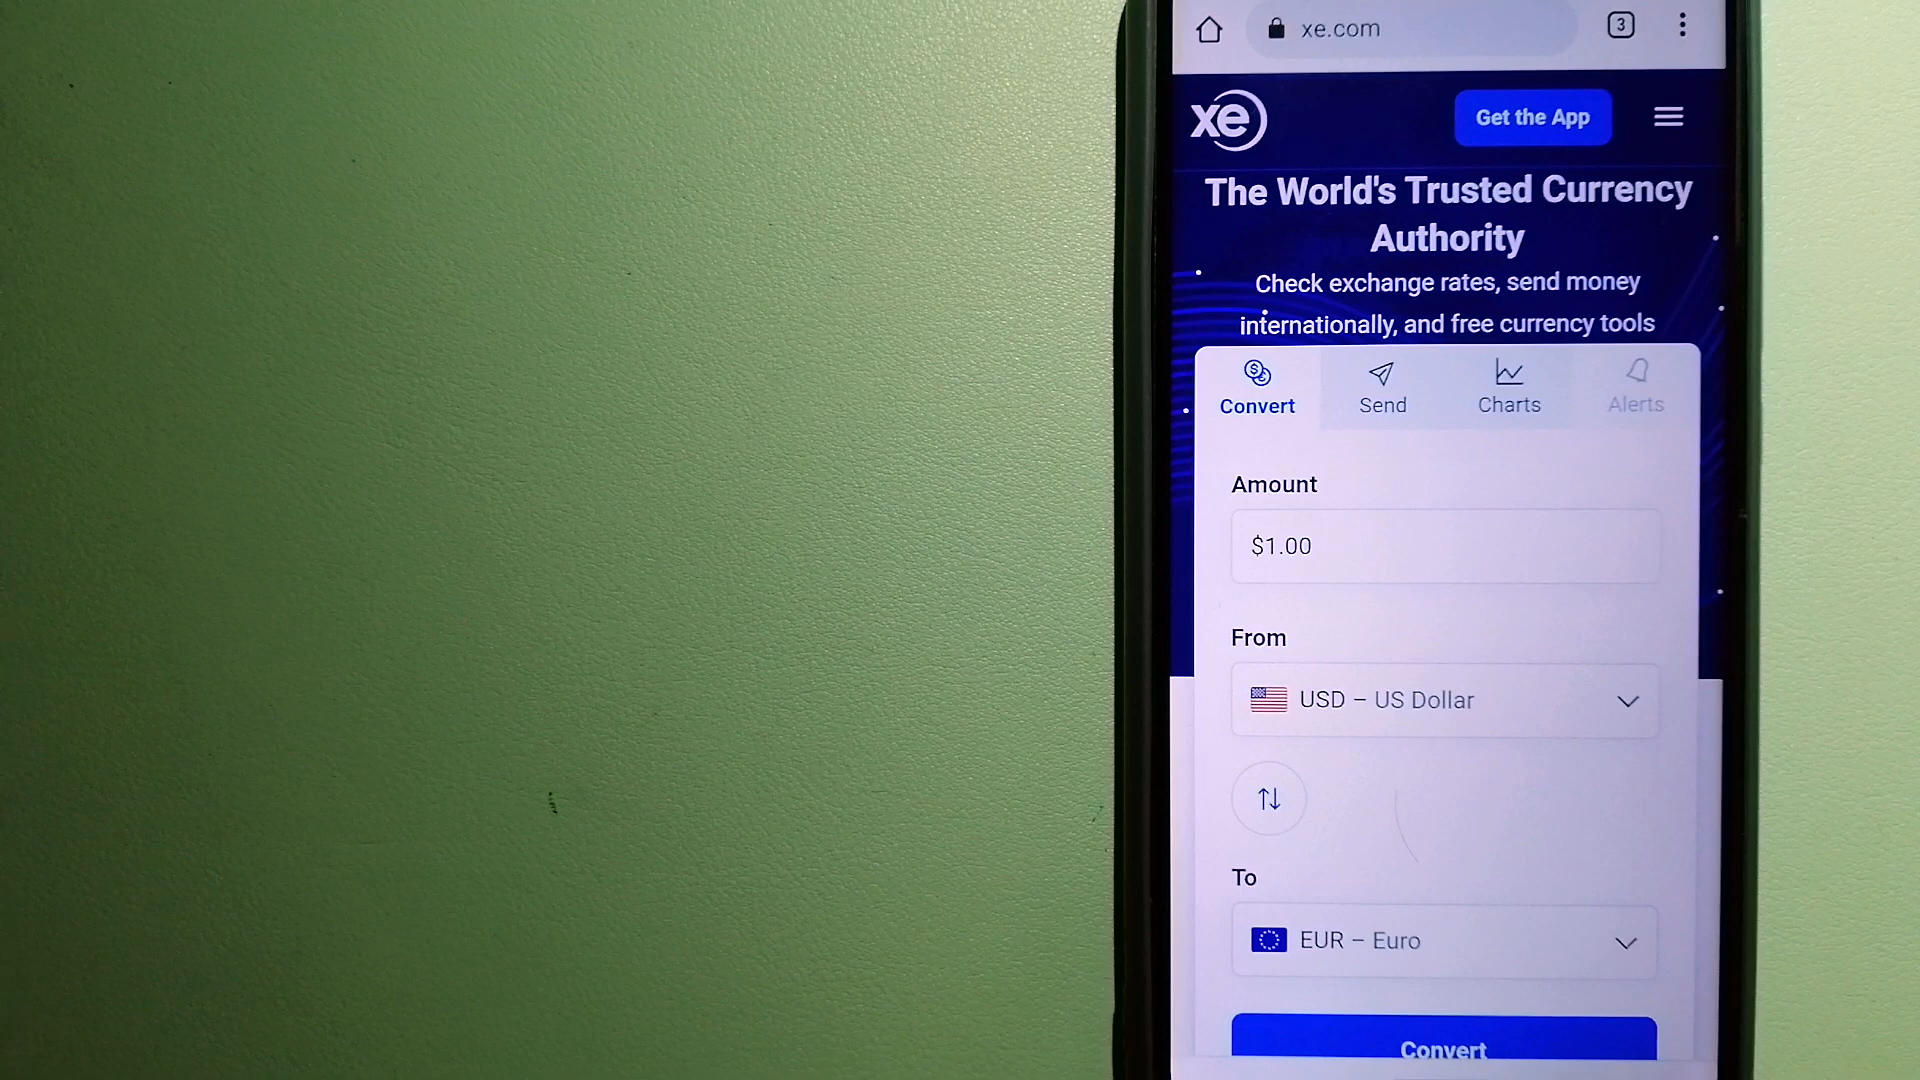 xe.com
3
xe
Get the App
The World's Trusted Currency
Authority
Check exchange rates, send money
internationally, and free currency tools
Convert
Send
Charts
Alerts
Amount
$1.00
From
USD – US Dollar
To
EUR – Euro
Convert